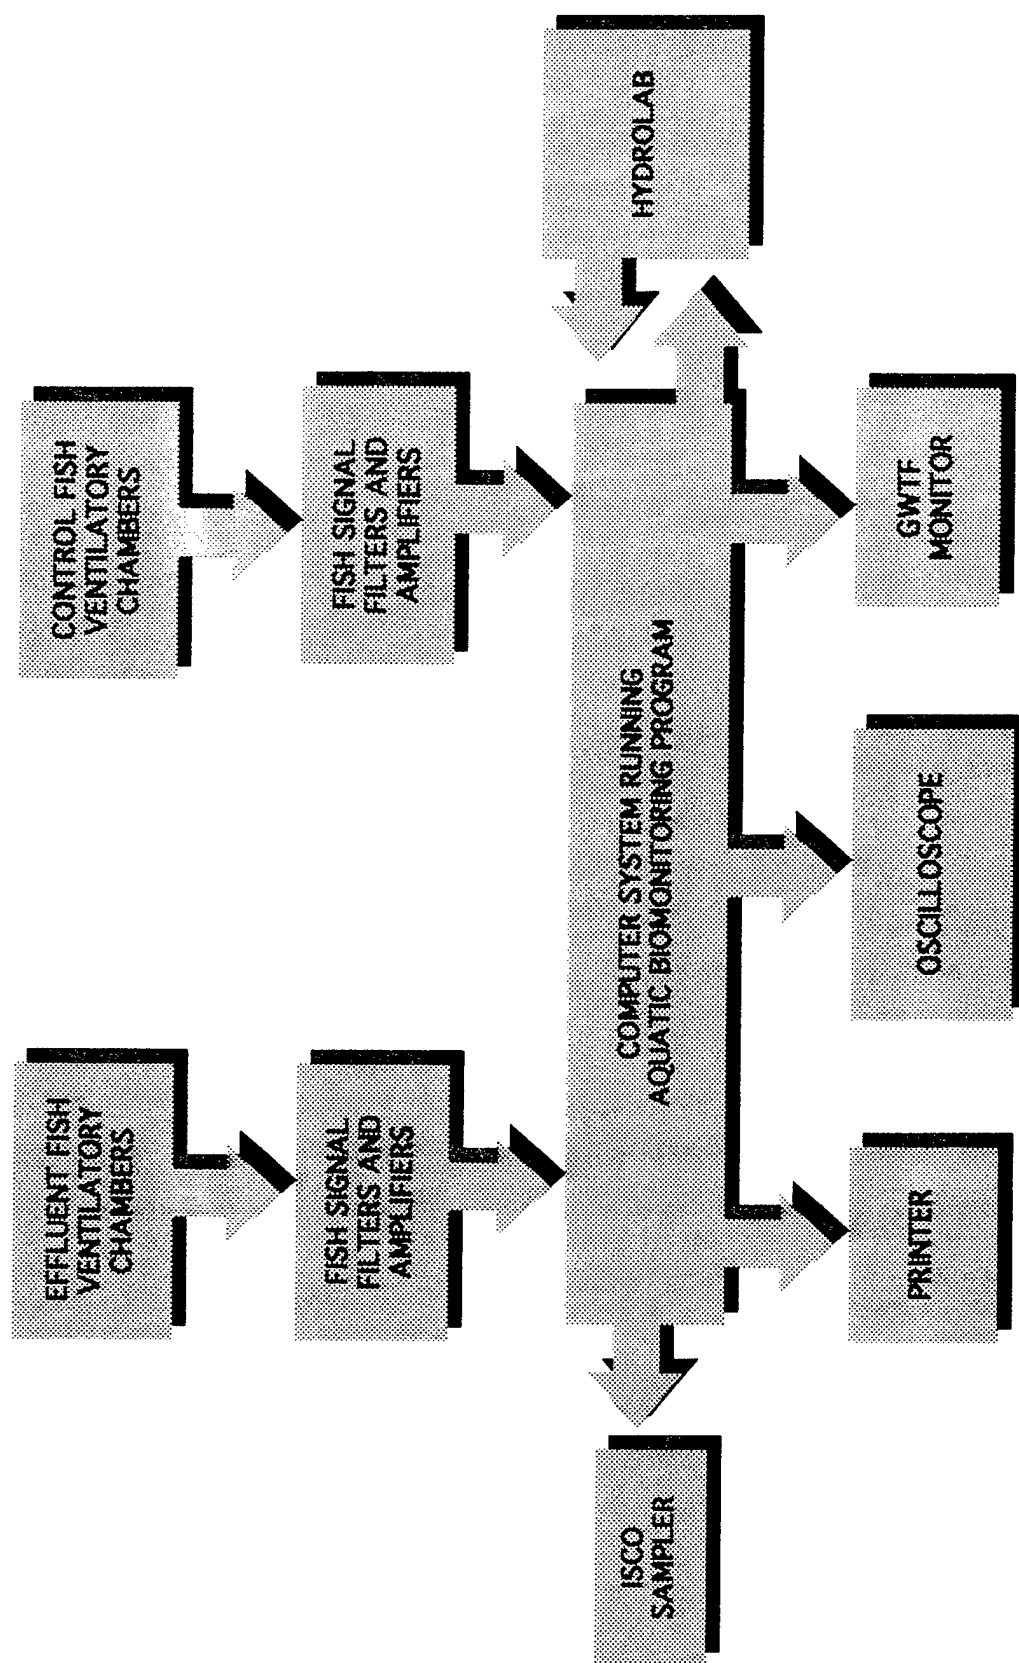 EFFLUENT FISH
VENTILATORY
CHAMBERS
CONTROL FISH
VENTILATORY
CHAMBERS
FISH SIGNAL
FILTERS AND
AMPLIFIERS
FISH SIGNAL
FILTERS AND
AMPLIFIERS
ISCO
SAMPLER
COMPUTER SYSTEM RUNNING
AQUATIC BIOMONITORING PROGRAM
HYDROLAB
PRINTER
OSCILLOSCOPE
GWTF
MONITOR